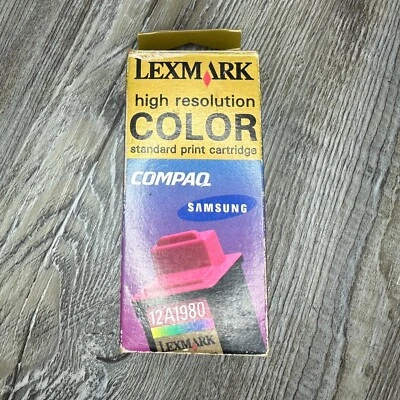 LEXMARK
high resolution
COLOR
standard print cartridge
COMPAQ
SAMSUNG
12A1980
LEXMARK